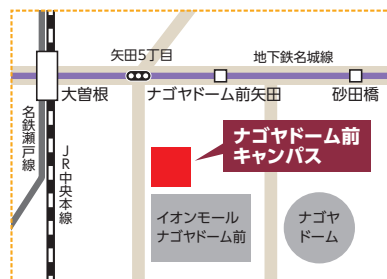 矢田5丁目
地下鉄名城線
大曽根
ナゴヤドーム前矢田
砂田橋
名鉄瀬戸線
JR中央本線
ナゴヤドーム前
キャンパス
イオンモール
ナゴヤドーム前
ナゴヤ
ドーム